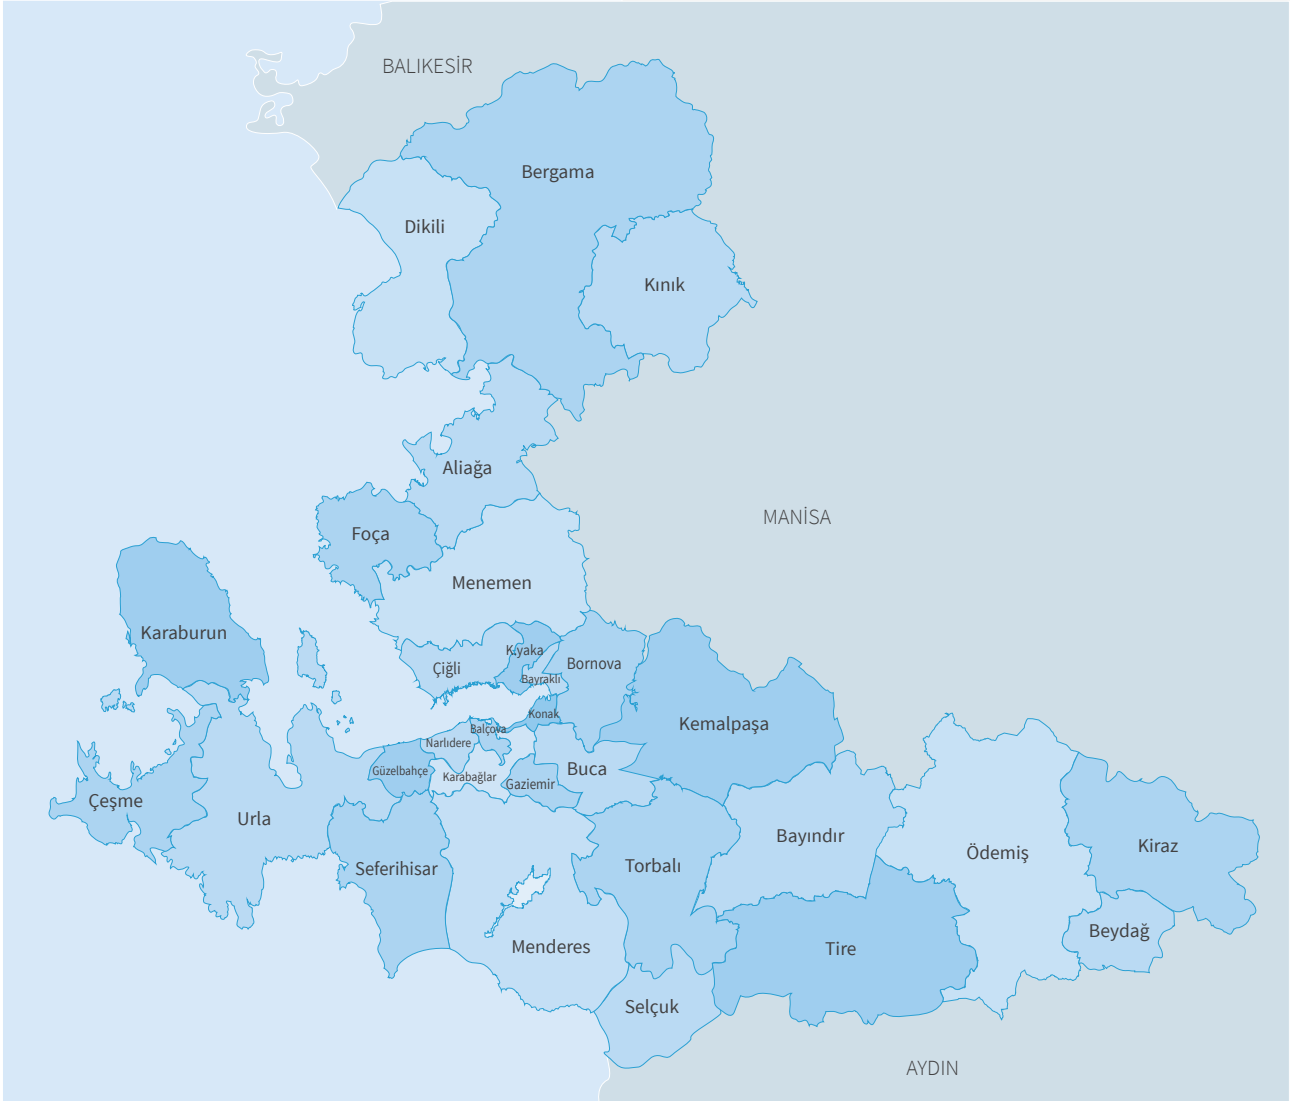 BALIKESİR
Bergama
Dikili
Kınık
Aliağa
MANİSA
Foça
Menemen
Karaburun
K.yaka
Bornova
Çiğli
Bayraklı
Konak
Kemalpaşa
Balçova
Narlıdere
Güzelbahçe
Karabağlar
Buca
Gaziemir
Çeşme
Urla
Bayındır
Kiraz
Ödemiş
Seferihisar
Torbalı
Beydağ
Menderes
Tire
Selçuk
AYDIN